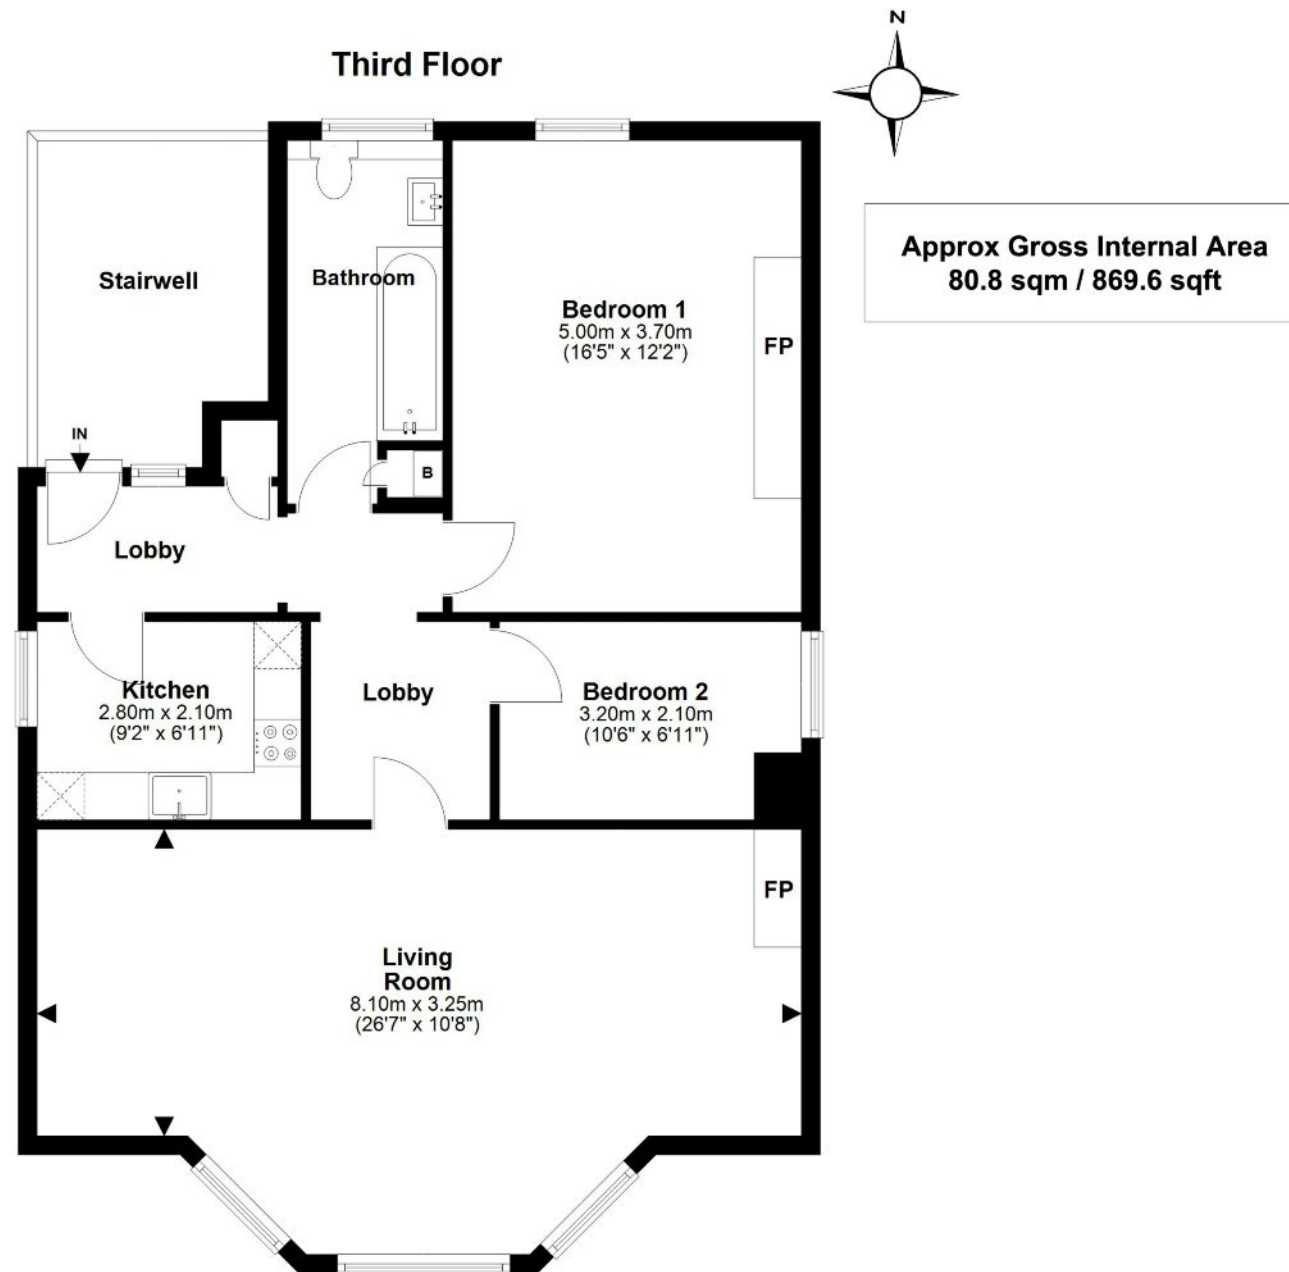 N
Third Floor
Approx Gross Internal Area
80.8 sqm / 869.6 sqft
Stairwell
Bathroom
Bedroom 1
5.00m x 3.70m
(16'5" x 12'2")
FP
IN
B
Lobby
Kitchen
2.80m x 2.10m
(9'2" x 6'11")
Lobby
Bedroom 2
3.20m x 2.10m
(10'6" x 6'11")
FP
Living
Room
8.10m x 3.25m
(26'7" x 10'8")